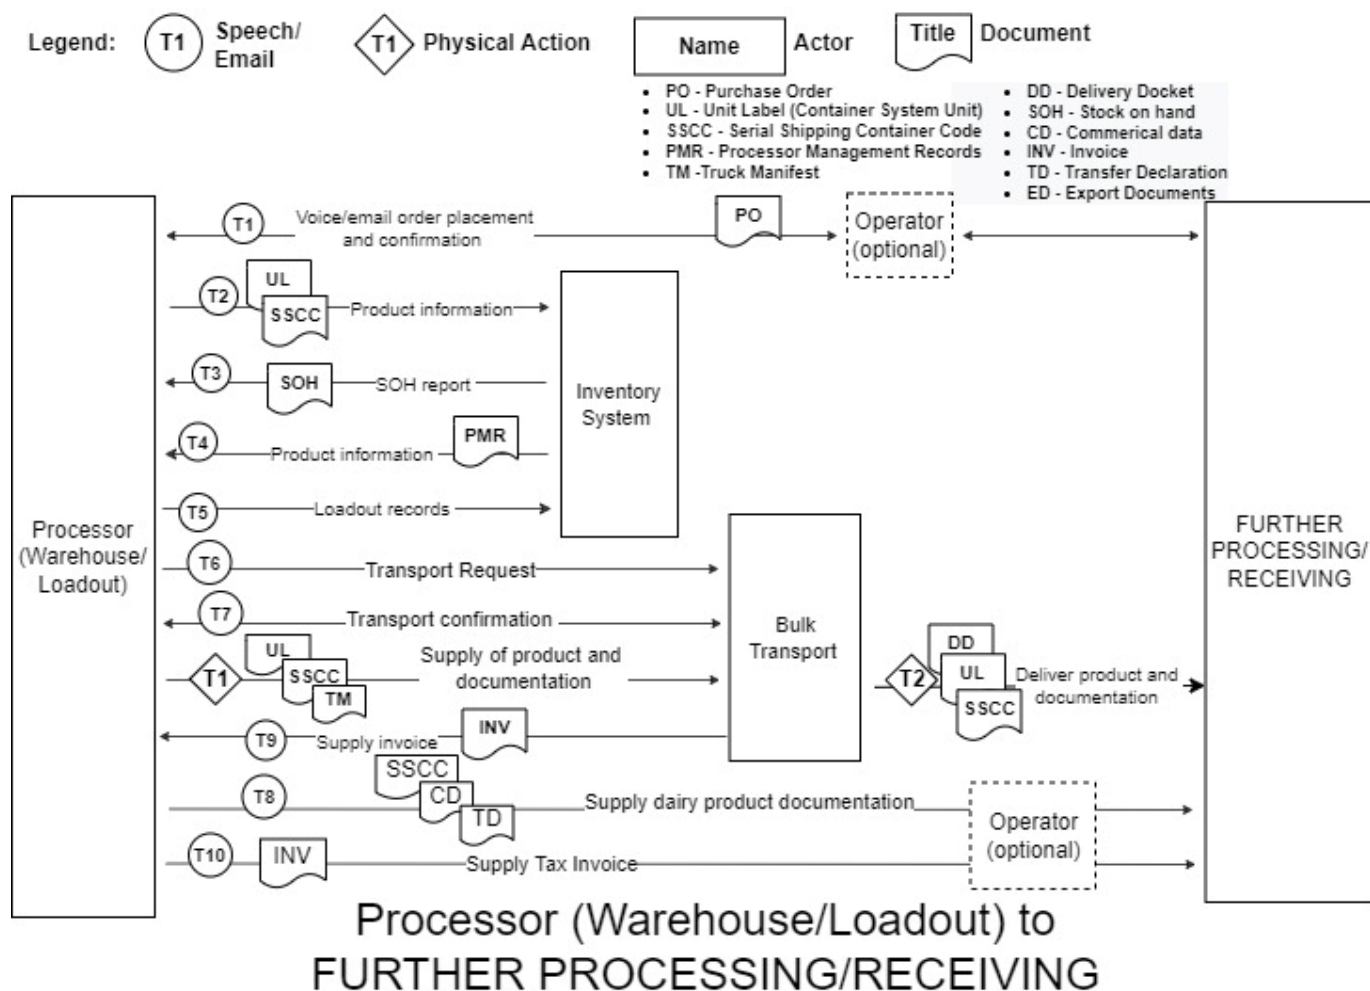 Legend:
T1
Speech/
Email
T1
Physical Action
Name
Actor
Title
Document
• PO - Purchase Order
• UL - Unit Label (Container System Unit)
• SSCC - Serial Shipping Container Code
• PMR - Processor Management Records
• TM -Truck Manifest
• DD - Delivery Docket
• SOH - Stock on hand
• CD - Commerical data
• INV - Invoice
• TD - Transfer Declaration
• ED - Export Documents
Processor
(Warehouse/
Loadout)
T1
Voice/email order placement
and confirmation
PO
Operator
(optional)
T2
UL
SSCC
Product information
T3
SOH
SOH report
Inventory
System
T4
Product information
PMR
T5
Loadout records
T6
Transport Request
T7
Transport confirmation
Bulk
Transport
FURTHER
PROCESSING/
RECEIVING
T1
UL
SSCC
TM
Supply of product and
documentation
T2
DD
UL
SSCC
Deliver product and
documentation
T9
Supply invoice
INV
T8
SSCC
CD
TD
Supply dairy product documentation
Operator
(optional)
T10
INV
Supply Tax Invoice
Processor (Warehouse/Loadout) to
FURTHER PROCESSING/RECEIVING